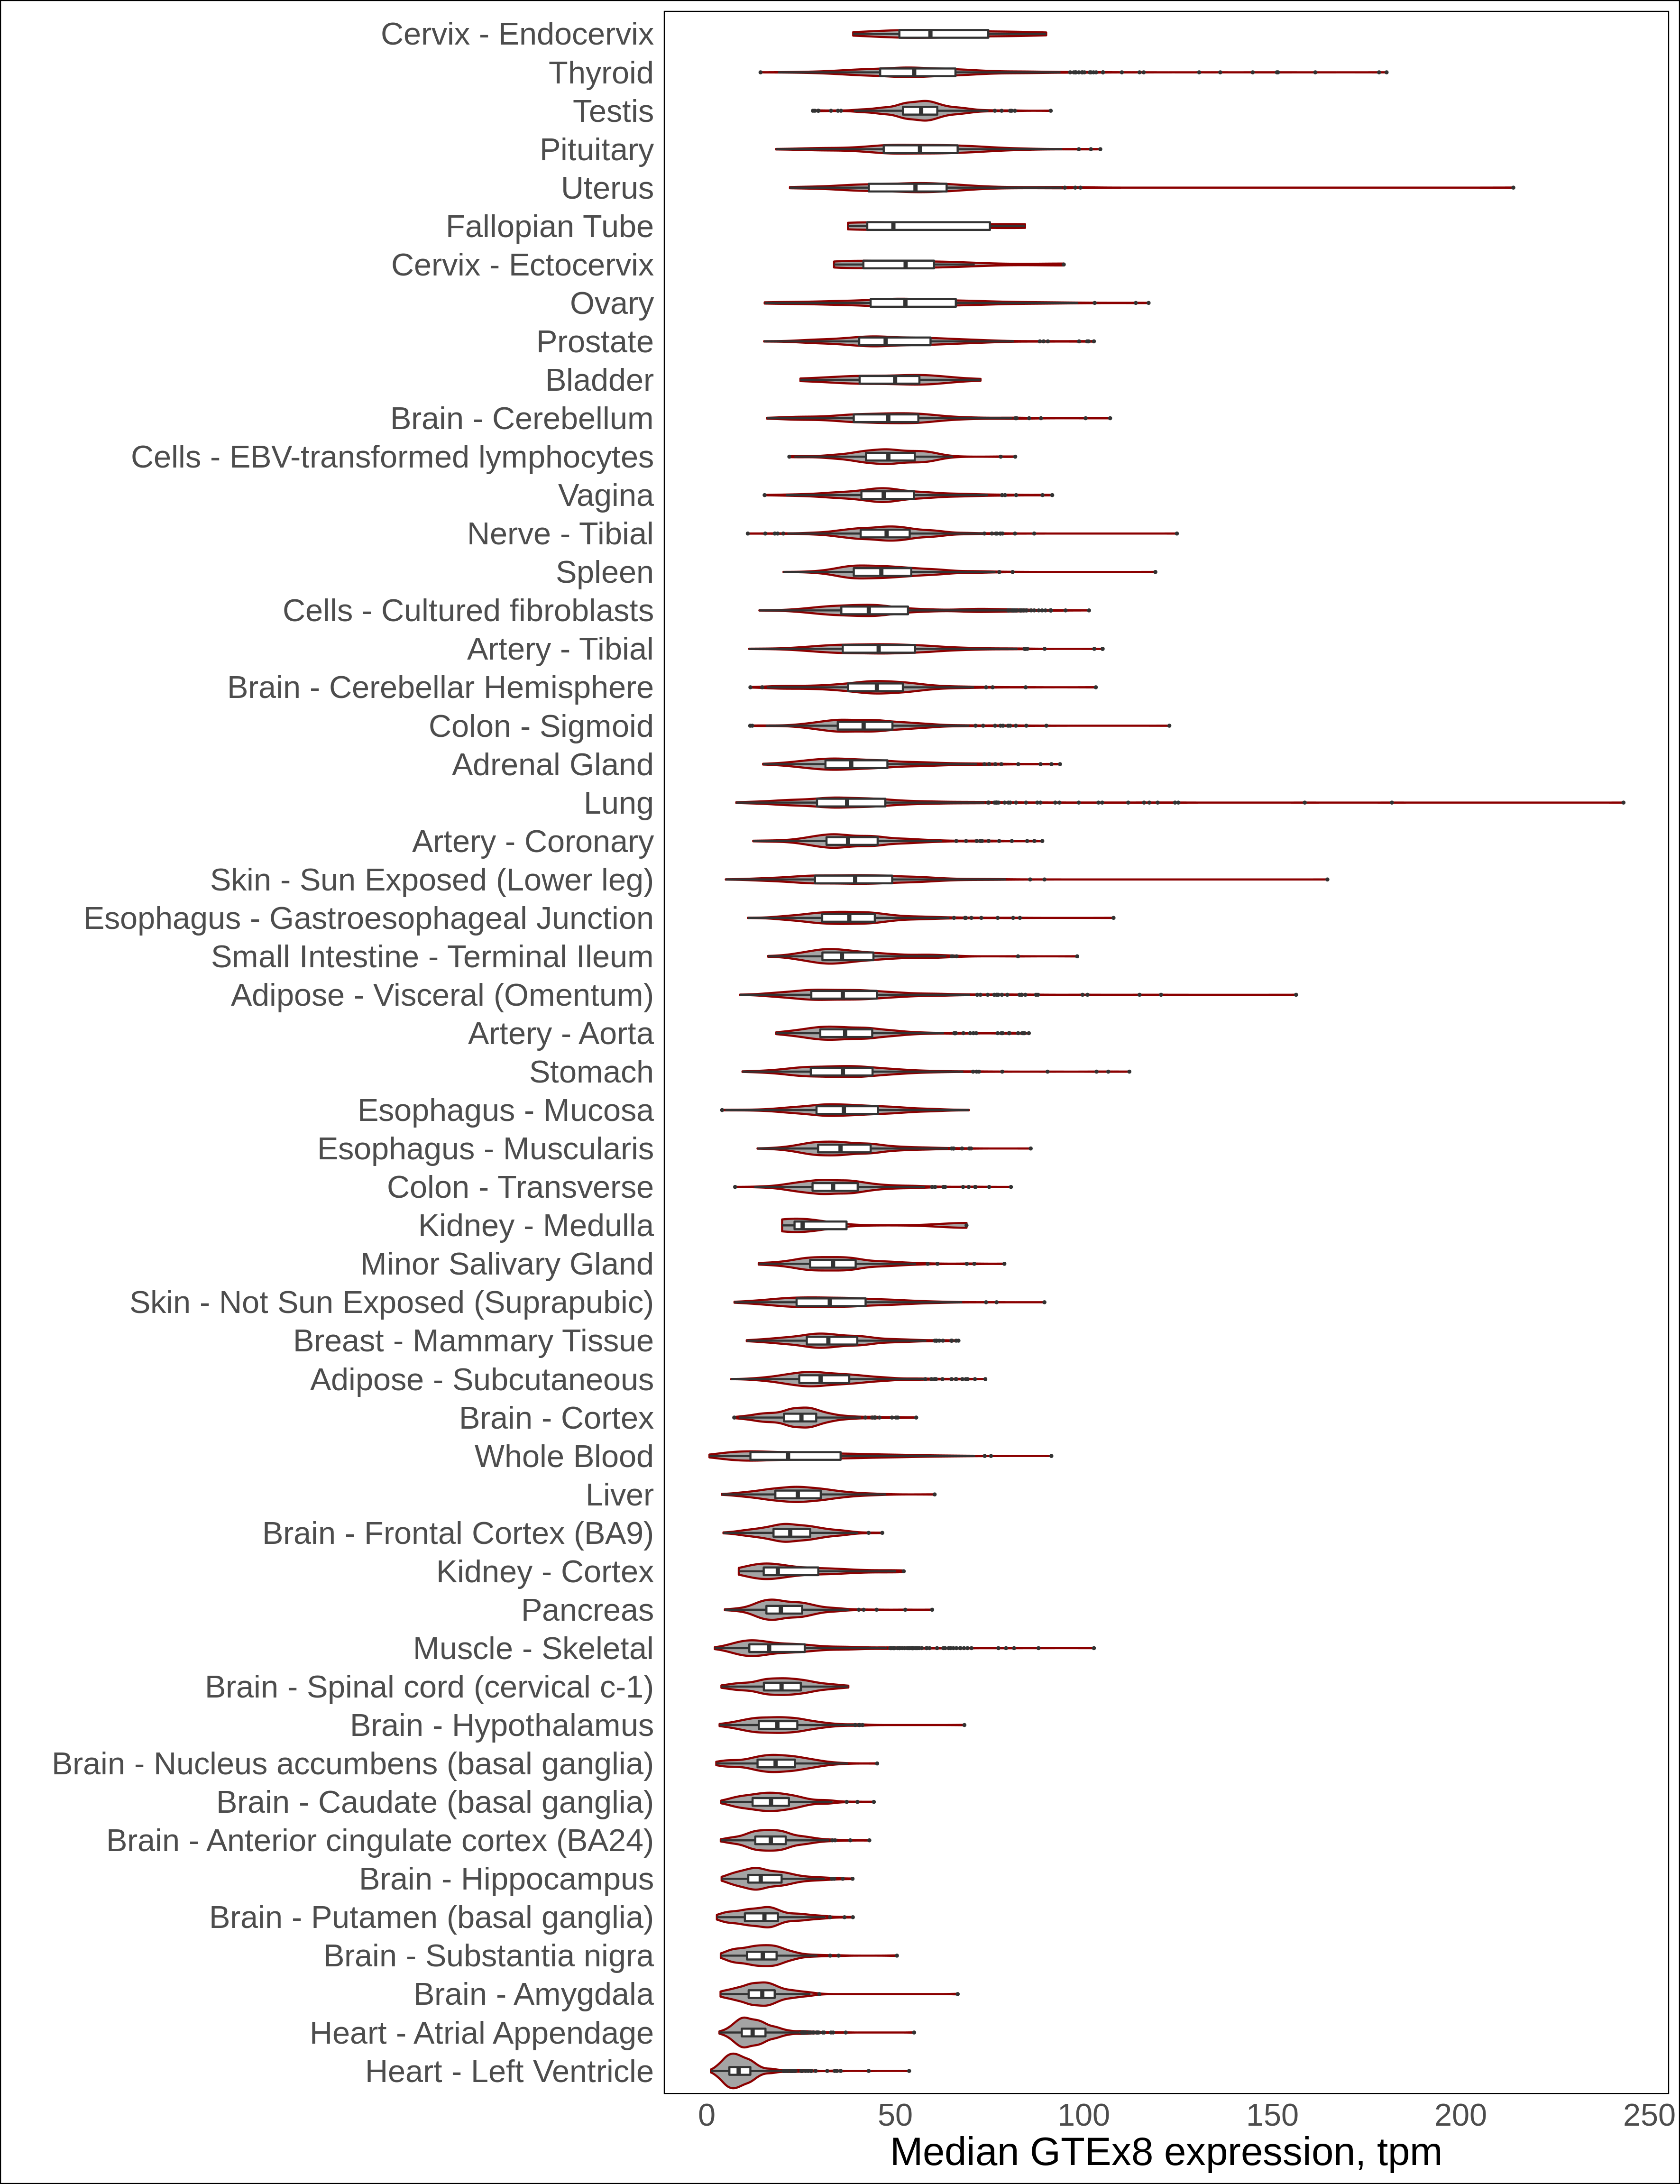 Cervix - Endocervix
Thyroid
Testis
Pituitary
Uterus
Fallopian Tube
Cervix - Ectocervix
Ovary
Prostate
Bladder
Brain - Cerebellum
Cells - EBV-transformed lymphocytes
Vagina
Nerve - Tibial
Spleen
Cells - Cultured fibroblasts
Artery - Tibial
Brain - Cerebellar Hemisphere
Colon - Sigmoid
Adrenal Gland
Lung
Artery - Coronary
Skin - Sun Exposed (Lower leg)
Esophagus - Gastroesophageal Junction
Small Intestine - Terminal Ileum
Adipose - Visceral (Omentum)
Artery - Aorta
Stomach
Esophagus - Mucosa
Esophagus - Muscularis
Colon - Transverse
Kidney - Medulla
Minor Salivary Gland
Skin - Not Sun Exposed (Suprapubic)
Breast - Mammary Tissue
Adipose - Subcutaneous
Brain - Cortex
Whole Blood
Liver
Brain - Frontal Cortex (BA9)
Kidney - Cortex
Pancreas
Muscle - Skeletal
Brain - Spinal cord (cervical c-1)
Brain - Hypothalamus
Brain - Nucleus accumbens (basal ganglia)
Brain - Caudate (basal ganglia)
Brain - Anterior cingulate cortex (BA24)
Brain - Hippocampus
Brain - Putamen (basal ganglia)
Brain - Substantia nigra
Brain - Amygdala
Heart - Atrial Appendage
Heart - Left Ventricle
0 50 100 150 200 250
Median GTEx8 expression, tpm